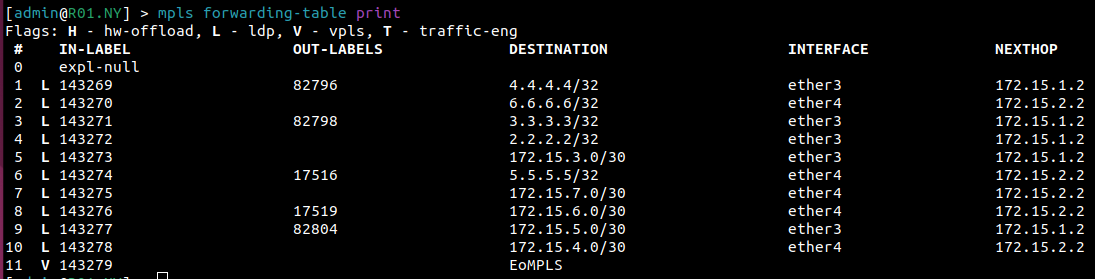 [admin@R01.NY] > mpls forwarding-table print
Flags: H - hw-offload, L - ldp, V - vpls, T - traffic-eng
# IN-LABEL OUT-LABELS DESTINATION INTERFACE NEXTHOP
0 expl-null
1 L 143269 82796 4.4.4.4/32 ether3 172.15.1.2
2 L 143270 6.6.6.6/32 ether4 172.15.2.2
3 L 143271 82798 3.3.3.3/32 ether3 172.15.1.2
4 L 143272 2.2.2.2/32 ether3 172.15.1.2
5 L 143273 172.15.3.0/30 ether3 172.15.1.2
6 L 143274 17516 5.5.5.5/32 ether4 172.15.2.2
7 L 143275 172.15.7.0/30 ether4 172.15.2.2
8 L 143276 17519 172.15.6.0/30 ether4 172.15.2.2
9 L 143277 82804 172.15.5.0/30 ether3 172.15.1.2
10 L 143278 172.15.4.0/30 ether4 172.15.2.2
11 V 143279 EoMPLS